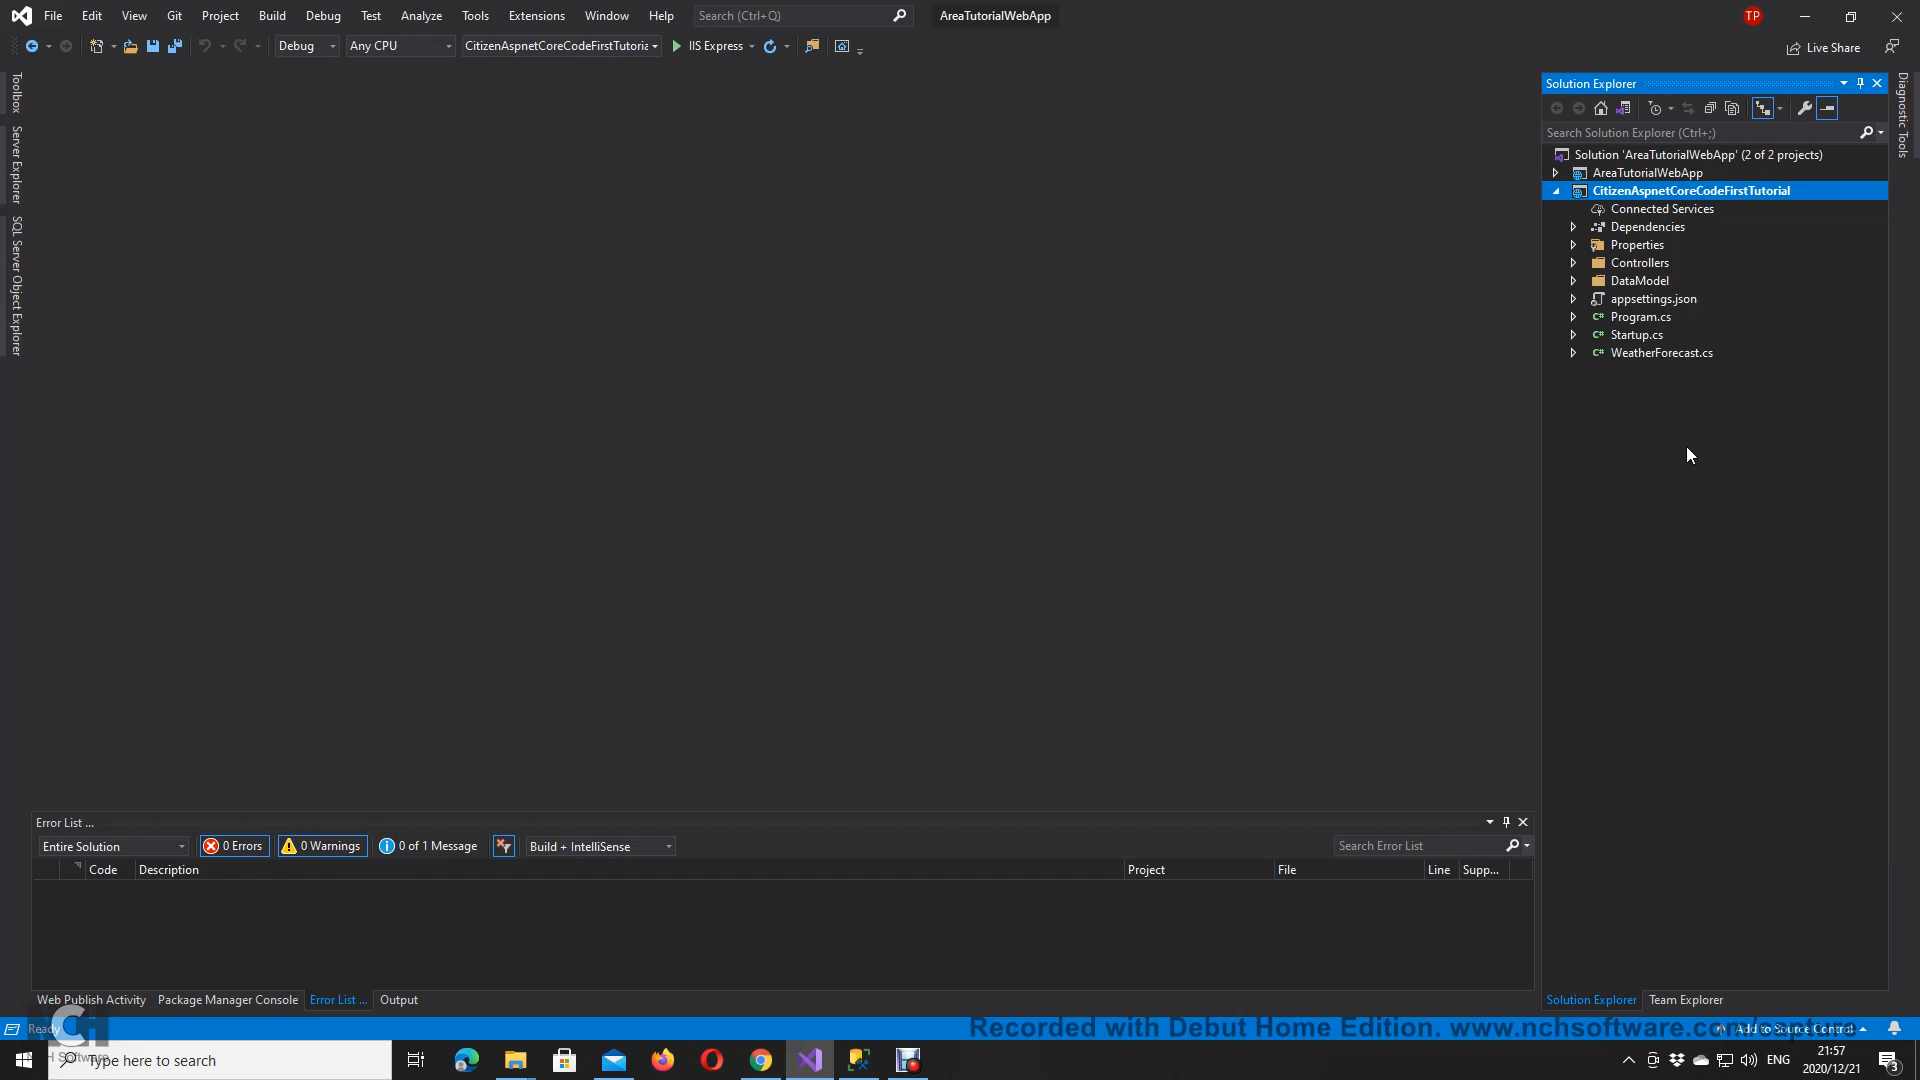 File Edit View Git Project Build Debug Test Analyze Tools Extensions Window Help Search (Ctrl+Q) AreaTutorialWebApp TP
Debug Any CPU CitizenAspnetCoreCodeFirstTutoria IIS Express Live Share
Toolbox
Server Explorer
SQL Server Object Explorer
Solution Explorer
Search Solution Explorer (Ctrl+;)
Solution 'AreaTutorialWebApp' (2 of 2 projects)
AreaTutorialWebApp
CitizenAspnetCoreCodeFirstTutorial
Connected Services
Dependencies
Properties
Controllers
DataModel
appsettings.json
C# Program.cs
C# Startup.cs
C# WeatherForecast.cs
Diagnostic Tools
Error List ...
Entire Solution 0 Errors 0 Warnings 0 of 1 Message Build + IntelliSense Search Error List
Code Description Project File Line Supp...
Web Publish Activity Package Manager Console Error List ... Output
Solution Explorer Team Explorer
Ready Add to Source Control
Recorded with Debut Home Edition. www.nchsoftware.com/capture
NCH Software
Type here to search
ENG 21:57
2020/12/21 3